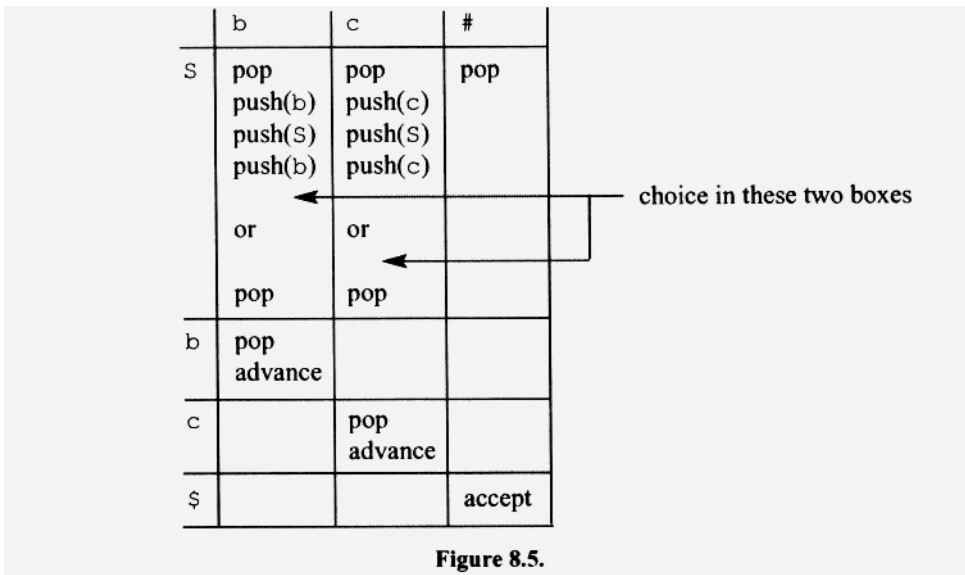 b c #
S pop pop pop
push(b) push(c)
push(S) push(S)
push(b) push(c)
choice in these two boxes
or or
pop pop
b pop
advance
c pop
advance
$ accept
Figure 8.5.